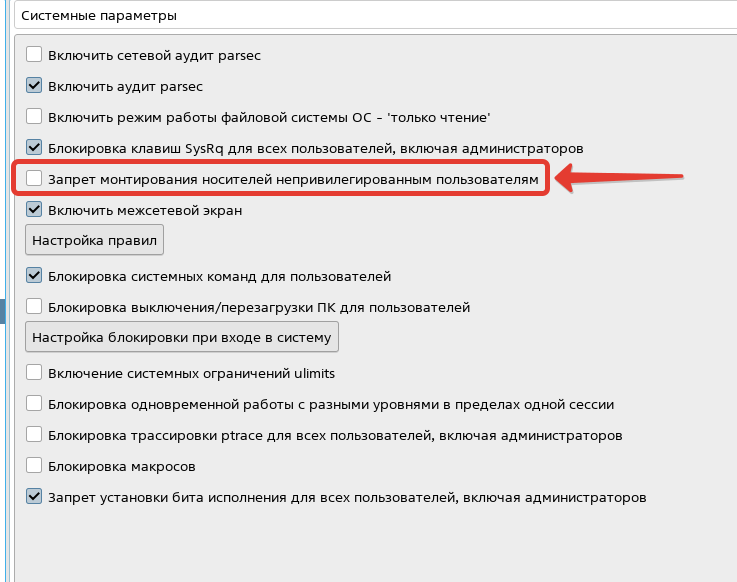 Системные параметры
Включить сетевой аудит parsec
Включить аудит parsec
Включить режим работы файловой системы ОС - 'только чтение'
Блокировка клавиш SysRq для всех пользователей, включая администраторов
Запрет монтирования носителей непривилегированным пользователям
Включить межсетевой экран
Настройка правил
Блокировка системных команд для пользователей
Блокировка выключения/перезагрузки ПК для пользователей
Настройка блокировки при входе в систему
Включение системных ограничений ulimits
Блокировка одновременной работы с разными уровнями в пределах одной сессии
Блокировка трассировки ptrace для всех пользователей, включая администраторов
Блокировка макросов
Запрет установки бита исполнения для всех пользователей, включая администраторов